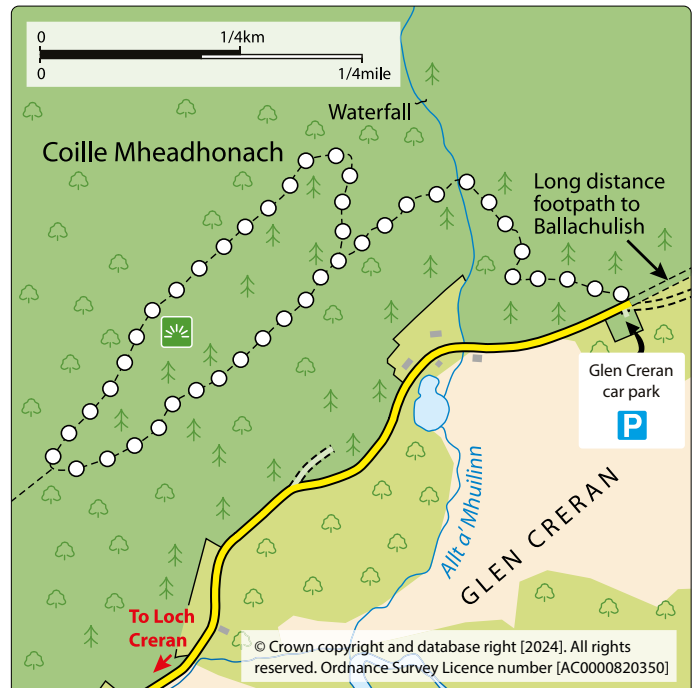 0 1/4km
0 1/4mile
Waterfall
Coille Mheadhonach
Long distance
footpath to
Ballachulish
Glen Creran
car park
P
Allt a' Mhuilinn
GLEN CRERAN
To Loch
Creran
© Crown copyright and database right [2024]. All rights
reserved. Ordnance Survey Licence number [AC0000820350]